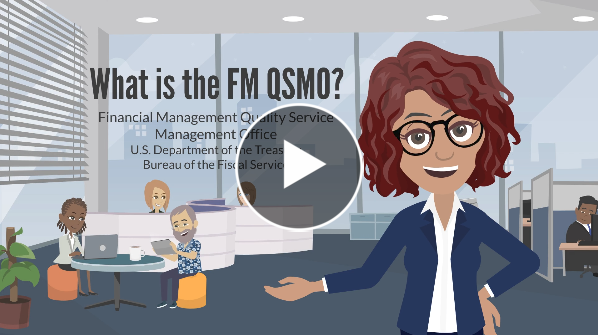 What is the FM QSMO?
Financial Management Quality Service
Management Office
U.S. Department of the Treas
Bureau of the Fiscal Service